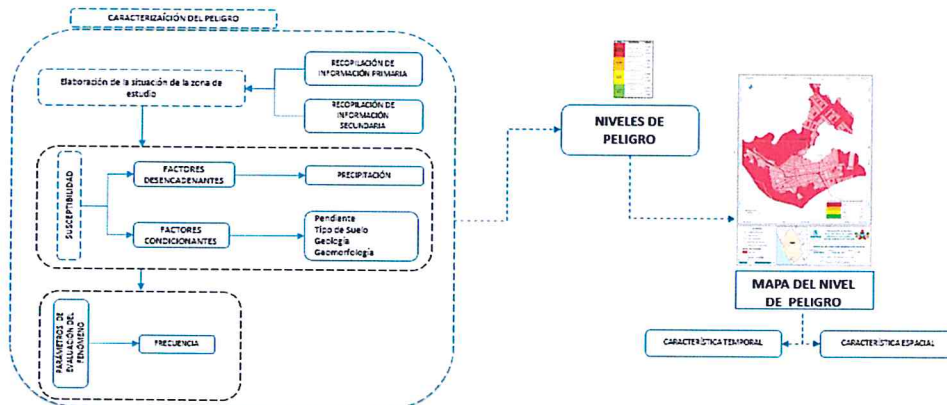 CARACTERIZAÍCIÓN DEL PELIGRO
Elaboración de la situación de la zona de
estudio
RECOPILACIÓN DE
INFORMACIÓN PRIMARIA
RECOPILACIÓN DE
INFORMACIÓN
SECUNDARIA
SUSCEPTIBILIDAD
FACTORES
DESENCADENANTES
PRECIPITACIÓN
FACTORES
CONDICIONANTES
Pendiente
Tipo de Suelo
Geología
Geomorfología
PARÁMETROS DE
EVALUACIÓN DEL
FENÓMENO
FRECUENCIA
NIVELES DE
PELIGRO
MAPA DEL NIVEL
DE PELIGRO
CARACTERÍSTICA TEMPORAL
CARACTERÍSTICA ESPACIAL